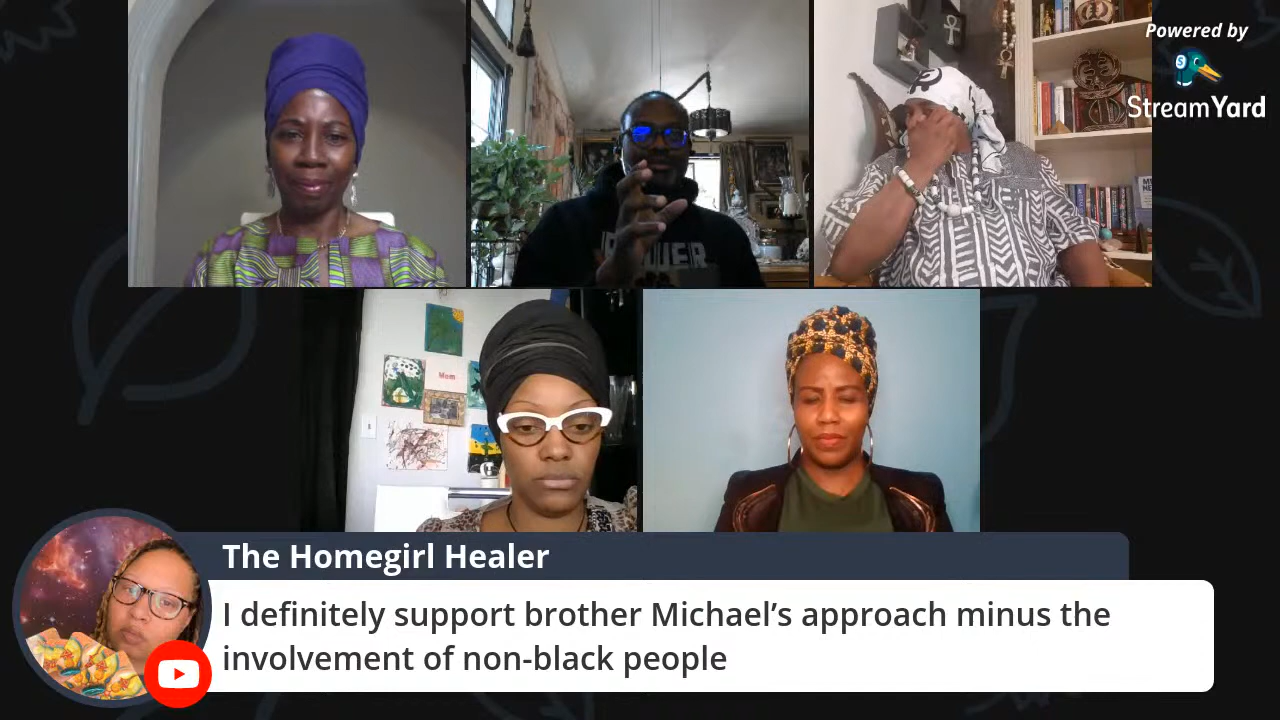 Powered by
StreamYard
Mom
The Homegirl Healer
I definitely support brother Michael’s approach minus the
involvement of non-black people